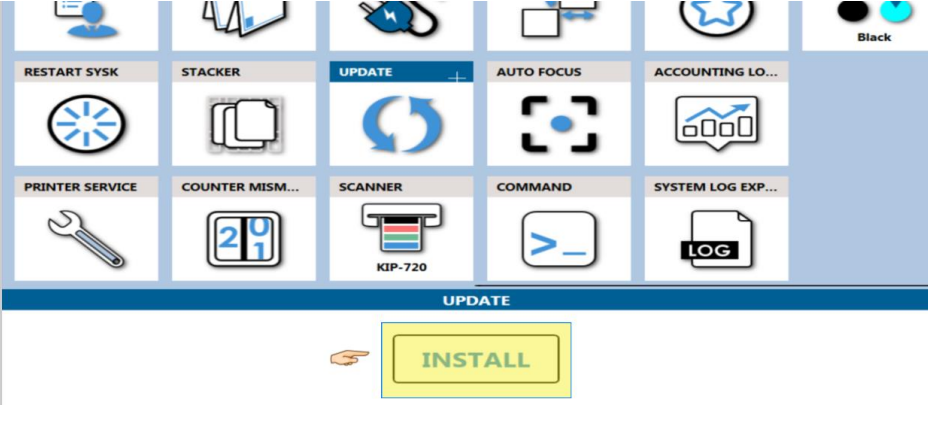 Black
RESTART SYSK
STACKER
UPDATE
AUTO FOCUS
ACCOUNTING LO...
PRINTER SERVICE
COUNTER MISM...
SCANNER
COMMAND
SYSTEM LOG EXP...
2 0
1
>_
LOG
KIP-720
UPDATE
INSTALL